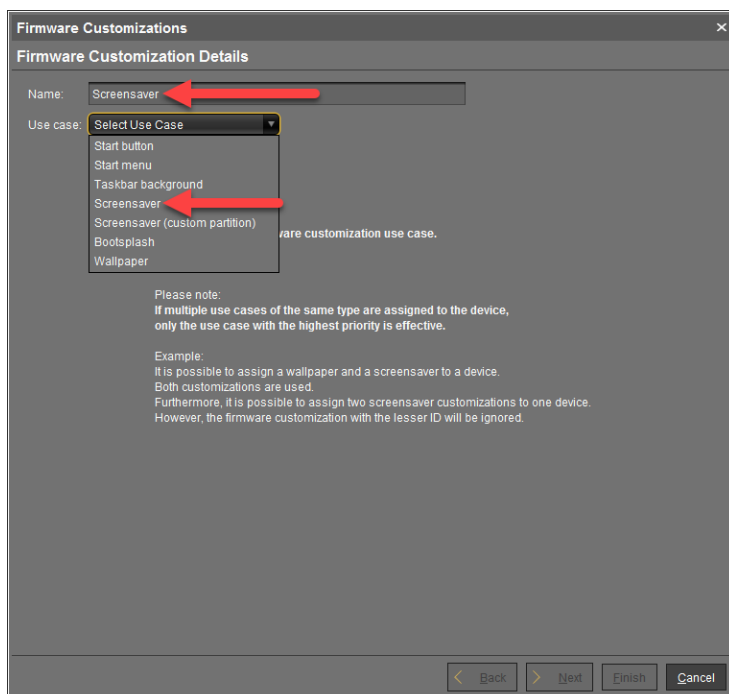 Firmware Customizations
Firmware Customization Details
Name: Screensaver
Use case: Select Use Case
Start button
Start menu
Taskbar background
Screensaver
Screensaver (custom partition)
Bootsplash
Wallpaper
customization use case.
Please note:
If multiple use cases of the same type are assigned to the device,
only the use case with the highest priority is effective.
Example:
It is possible to assign a wallpaper and a screensaver to a device.
Both customizations are used.
Furthermore, it is possible to assign two screensaver customizations to one device.
However, the firmware customization with the lesser ID will be ignored.
Back Next Finish Cancel